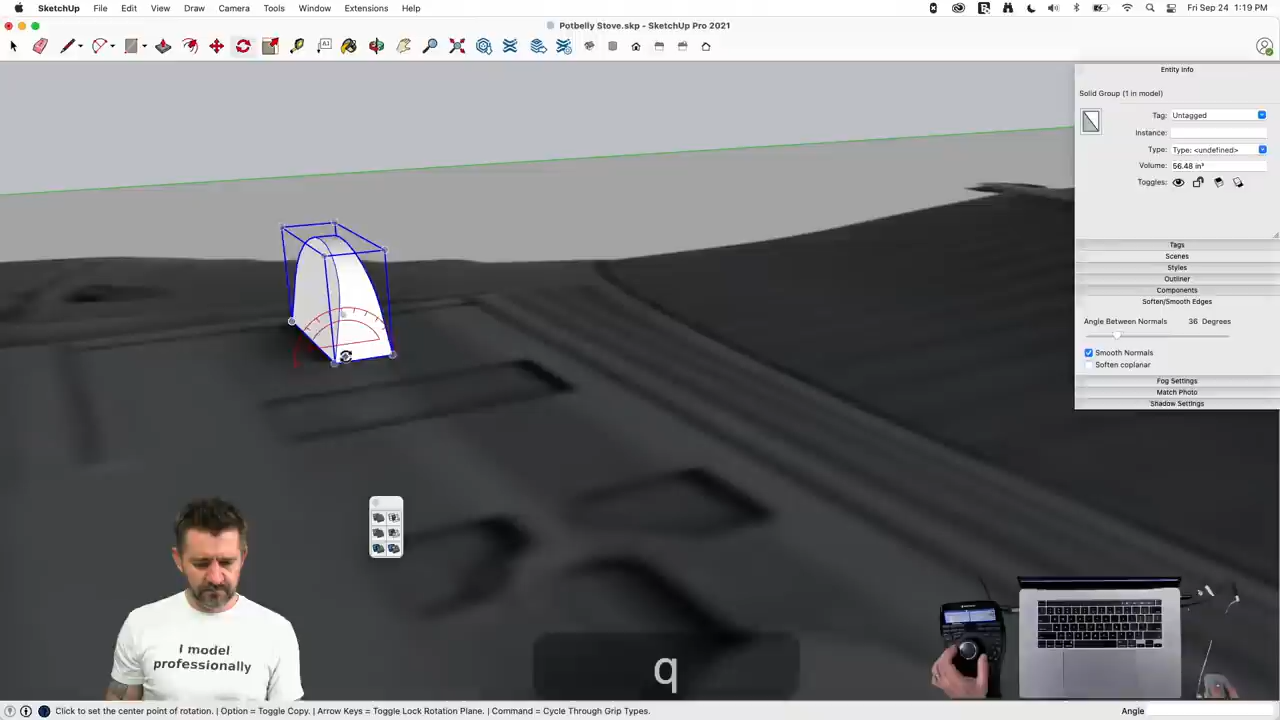 SketchUp File Edit View Draw Camera Tools Window Extensions Help
Fri Sep 24 1:19 PM
Potbelly Stove.skp - SketchUp Pro 2021
Entity Info
Solid Group (1 in model)
Tag: Untagged
Instance:
Type: Type: <undefined>
Volume: 56.48 in³
Toggles:
Tags
Scenes
Styles
Outliner
Components
Soften/Smooth Edges
Angle Between Normals 36 Degrees
Smooth Normals
Soften coplanar
Fog Settings
Match Photo
Shadow Settings
I model
professionally
q
Click to set the center point of rotation. | Option = Toggle Copy. | Arrow Keys = Toggle Lock Rotation Plane. | Command = Cycle Through Grip Types.
Angle